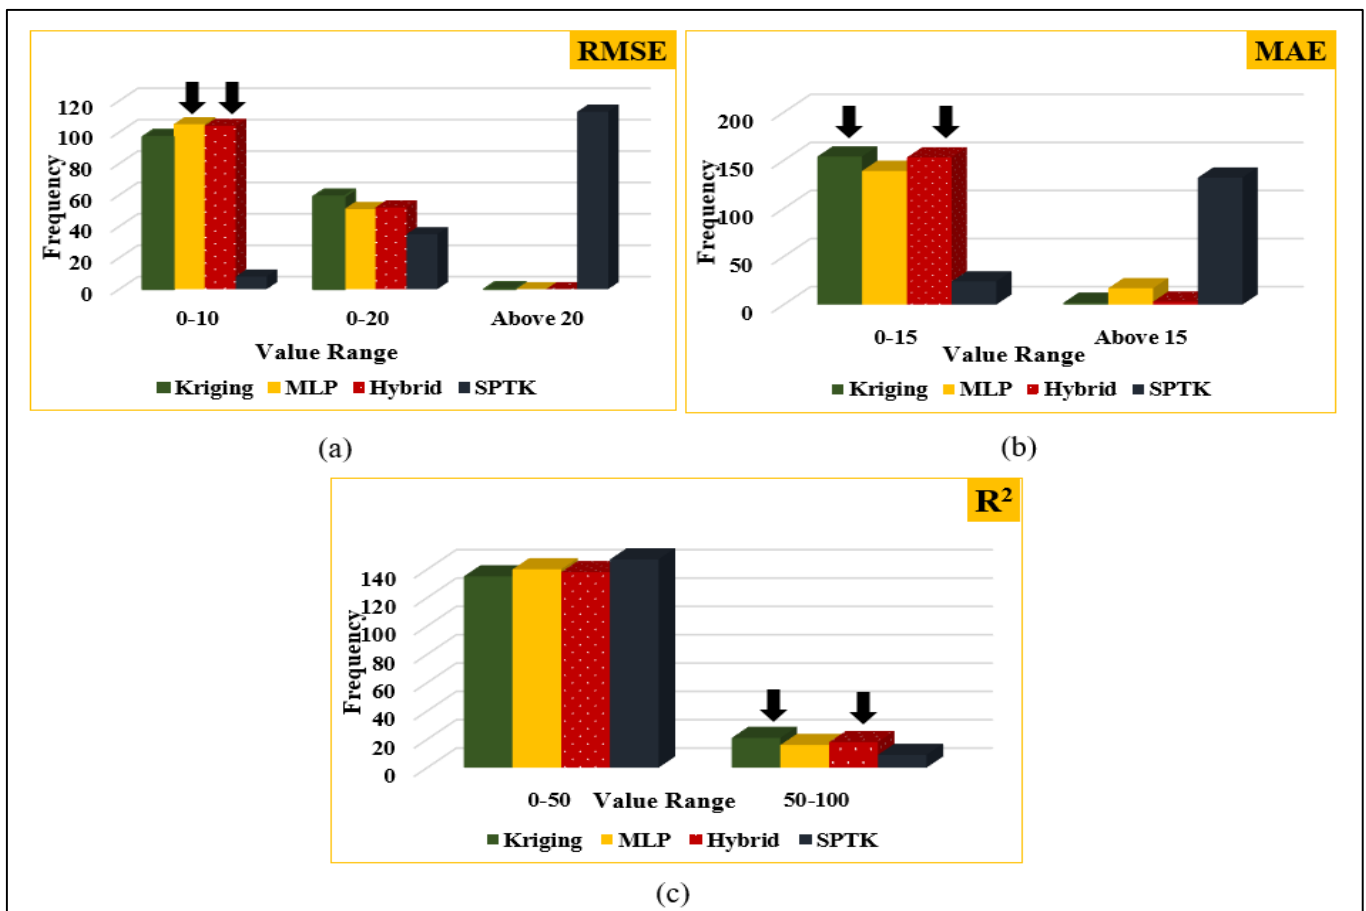 RMSE
120
100
80
60
40
20
0
Frequency
0-10 0-20 Above 20
Value Range
Kriging MLP Hybrid SPTK
(a)
MAE
200
150
100
50
0
Frequency
0-15 Above 15
Value Range
Kriging MLP Hybrid SPTK
(b)
R²
140
120
100
80
60
40
20
0
Frequency
0-50 Value Range 50-100
Kriging MLP Hybrid SPTK
(c)